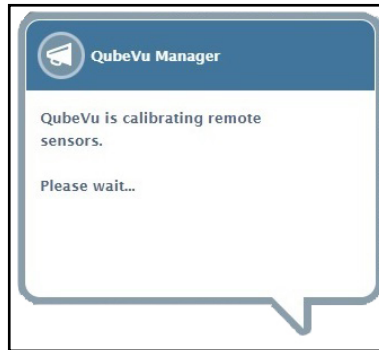 QubeVu Manager
QubeVu is calibrating remote
sensors.
Please wait...